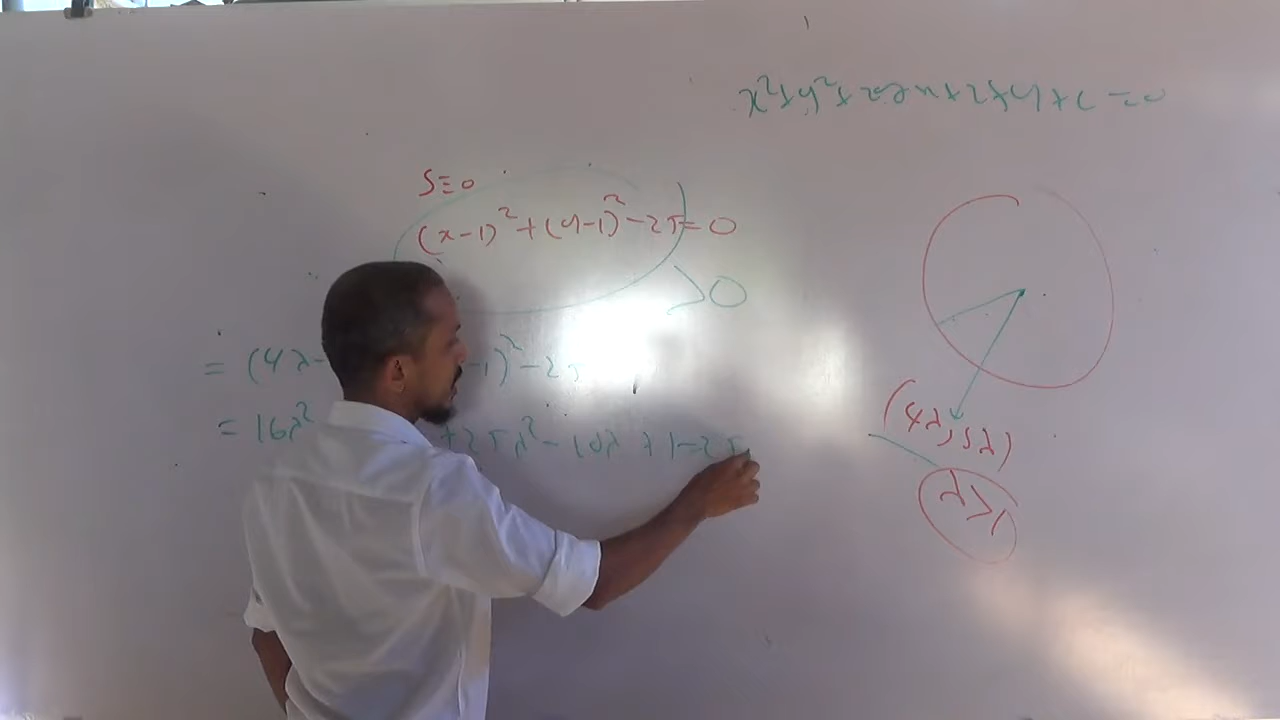 x²+y²+2gx+2fy+c=0
S≡0
(x-1)²+(y-1)²-25=0
>0
= (4λ- -1)²-25
= 16λ² +25λ²-10λ+1-25
(4λ,5λ)
λ>1